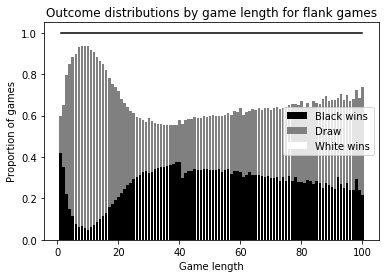 Outcome distributions by game length for flank games
1.0
0.8
0.6
0.4
0.2
0.0
Proportion of games
Black wins
Draw
White wins
0 20 40 60 80 100
Game length